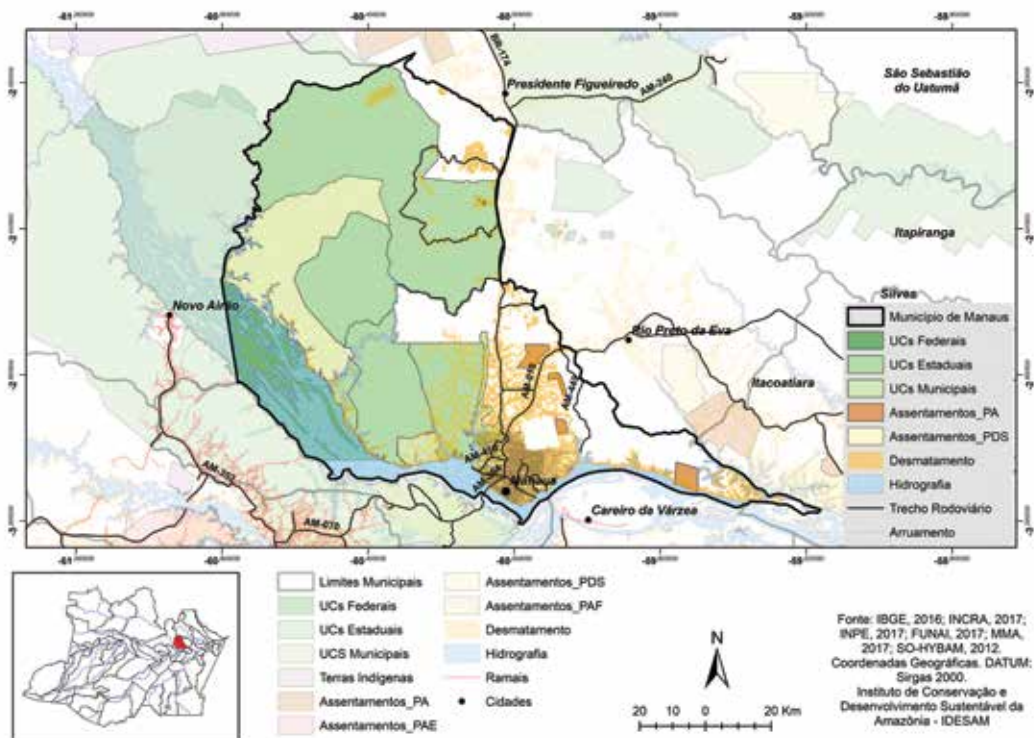 BR-174
Presidente Figueiredo
AM-240
São Sebastião
do Uatumã
Itapiranga
Silves
Novo Airão
Rio Preto da Eva
Itacoatiara
AM-010
AM-352
AM-070
Manaus
Careiro da Várzea
Município de Manaus
UCs Federais
UCs Estaduais
UCs Municipais
Assentamentos_PA
Assentamentos_PDS
Desmatamento
Hidrografia
Trecho Rodoviário
Arruamento
Limites Municipais
UCs Federais
UCs Estaduais
UCS Municipais
Terras Indígenas
Assentamentos_PA
Assentamentos_PAE
Assentamentos_PDS
Assentamentos_PAF
Desmatamento
Hidrografia
Ramais
Cidades
N
20 10 0 20 Km
Fonte: IBGE, 2016; INCRA, 2017;
INPE, 2017; FUNAI, 2017; MMA,
2017; SO-HYBAM, 2012.
Coordenadas Geográficas. DATUM:
Sirgas 2000.
Instituto de Conservação e
Desenvolvimento Sustentável da
Amazônia - IDESAM